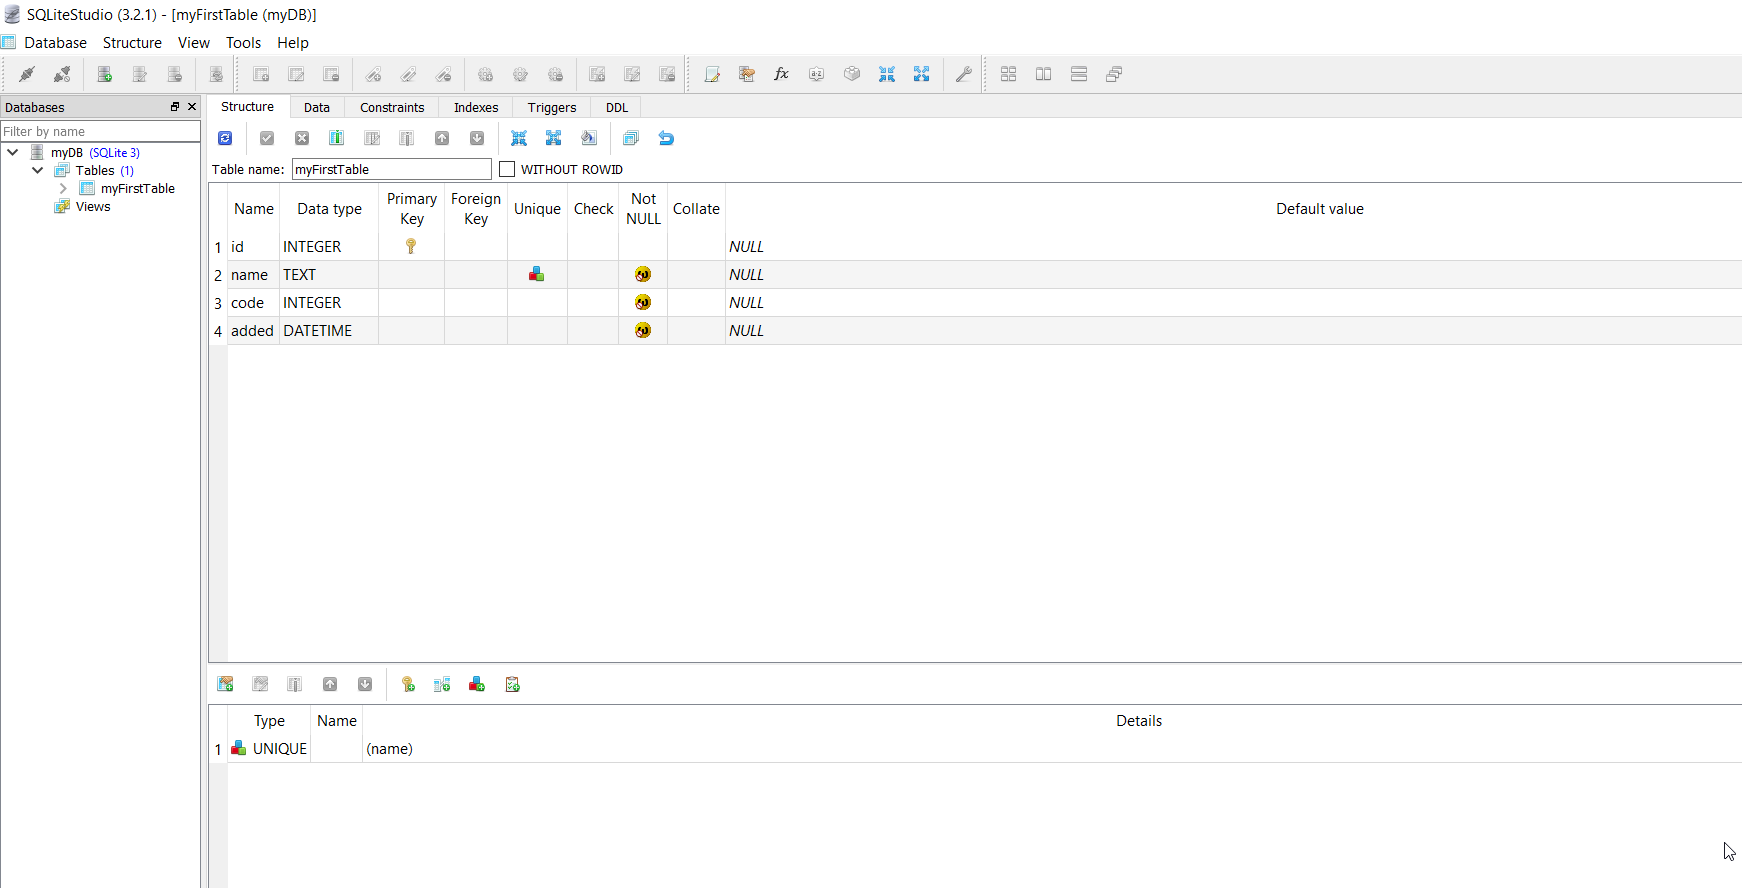 SQLiteStudio (3.2.1) - [myFirstTable (myDB)]
Database Structure View Tools Help
Databases
Filter by name
myDB (SQLite 3)
Tables (1)
myFirstTable
Views
Structure Data Constraints Indexes Triggers DDL
Table name: myFirstTable WITHOUT ROWID
Name Data type Primary Key Foreign Key Unique Check Not NULL Collate Default value
1 id INTEGER NULL
2 name TEXT NULL
3 code INTEGER NULL
4 added DATETIME NULL
Type Name Details
1 UNIQUE (name)